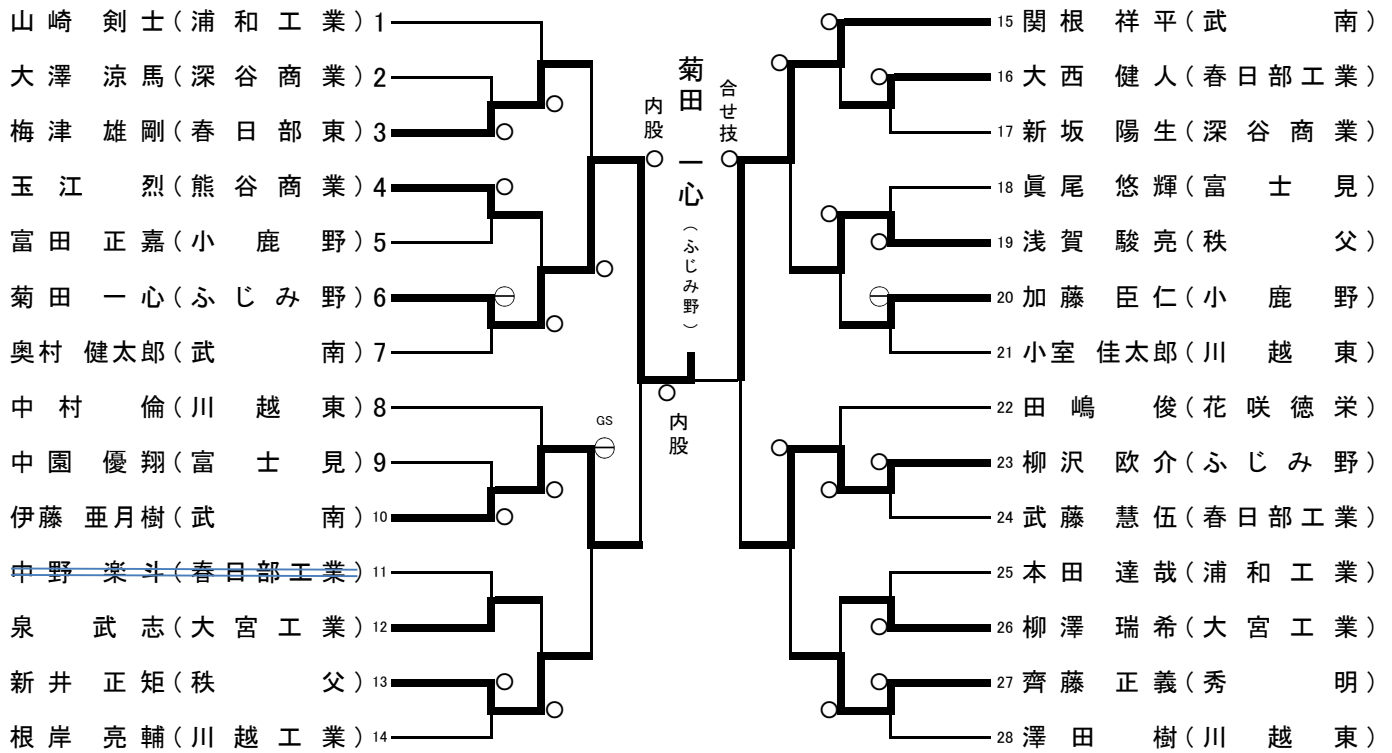 山崎 剣士(浦和工業)1
大澤 涼馬(深谷商業)2
梅津 雄剛(春日部東)3
玉江 烈(熊谷商業)4
富田 正嘉(小鹿野)5
菊田 一心(ふじみ野)6
奥村 健太郎(武南)7
中村 倫(川越東)8
中園 優翔(富士見)9
伊藤 亜月樹(武南)10
中野 楽斗(春日部工業)11
泉 武志(大宮工業)12
新井 正矩(秩父)13
根岸 亮輔(川越工業)14
内股
菊田 一心(ふじみ野)
合せ技
GS
内股
15 関根 祥平(武南)
16 大西 健人(春日部工業)
17 新坂 陽生(深谷商業)
18 眞尾 悠輝(富士見)
19 浅賀 駿亮(秩父)
20 加藤 臣仁(小鹿野)
21 小室 佳太郎(川越東)
22 田嶋 俊(花咲徳栄)
23 柳沢 欧介(ふじみ野)
24 武藤 慧伍(春日部工業)
25 本田 達哉(浦和工業)
26 柳澤 瑞希(大宮工業)
27 齊藤 正義(秀明)
28 澤田 樹(川越東)